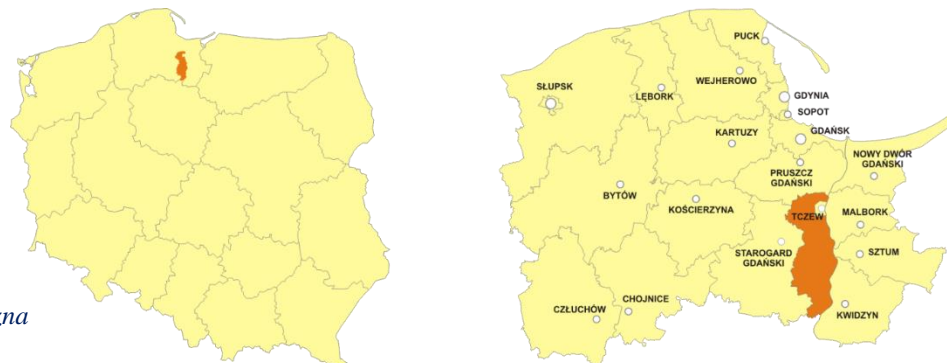 PUCK
WEJHEROWO
SŁUPSK
LĘBORK
GDYNIA
SOPOT
GDAŃSK
KARTUZY
NOWY DWÓR
GDAŃSKI
PRUSZCZ
GDAŃSKI
BYTÓW
KOŚCIERZYNA
TCZEW
MALBORK
STAROGARD
GDAŃSKI
SZTUM
CZŁUCHÓW
CHOJNICE
KWIDZYN